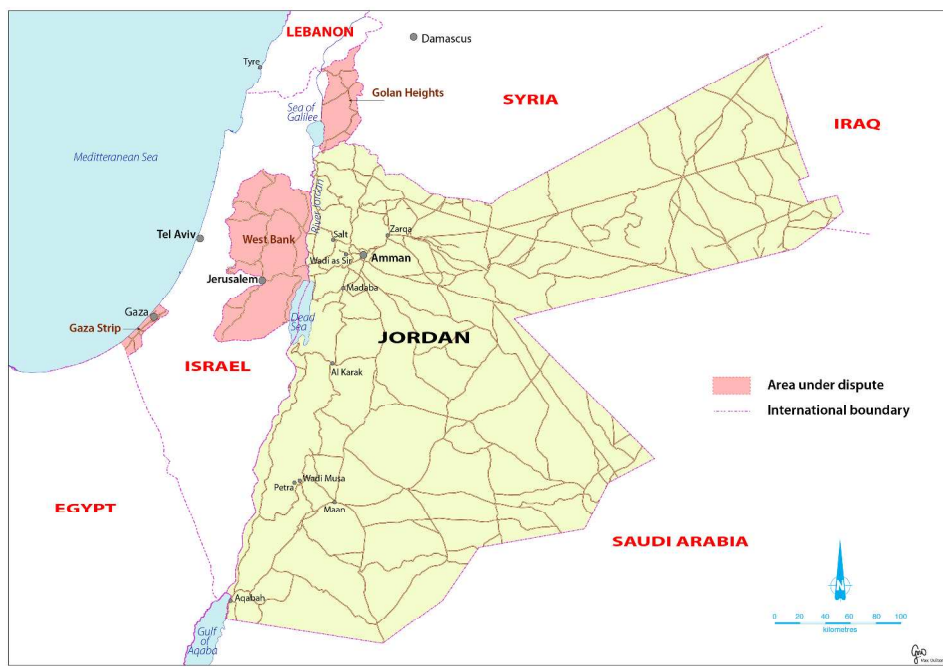 LEBANON
Damascus
Tyre
Golan Heights
Sea of
Galilee
SYRIA
IRAQ
Meditteranean Sea
River Jordan
Tel Aviv
West Bank
Salt
Zarqa
Wadi as Sir
Amman
Jerusalem
Madaba
Gaza
Dead
Sea
Gaza Strip
JORDAN
ISRAEL
Al Karak
Area under dispute
International boundary
Petra
Wadi Musa
Maan
EGYPT
SAUDI ARABIA
N
Aqabah
0 20 40 60 80 100
kilometres
Gulf
of
Aqaba